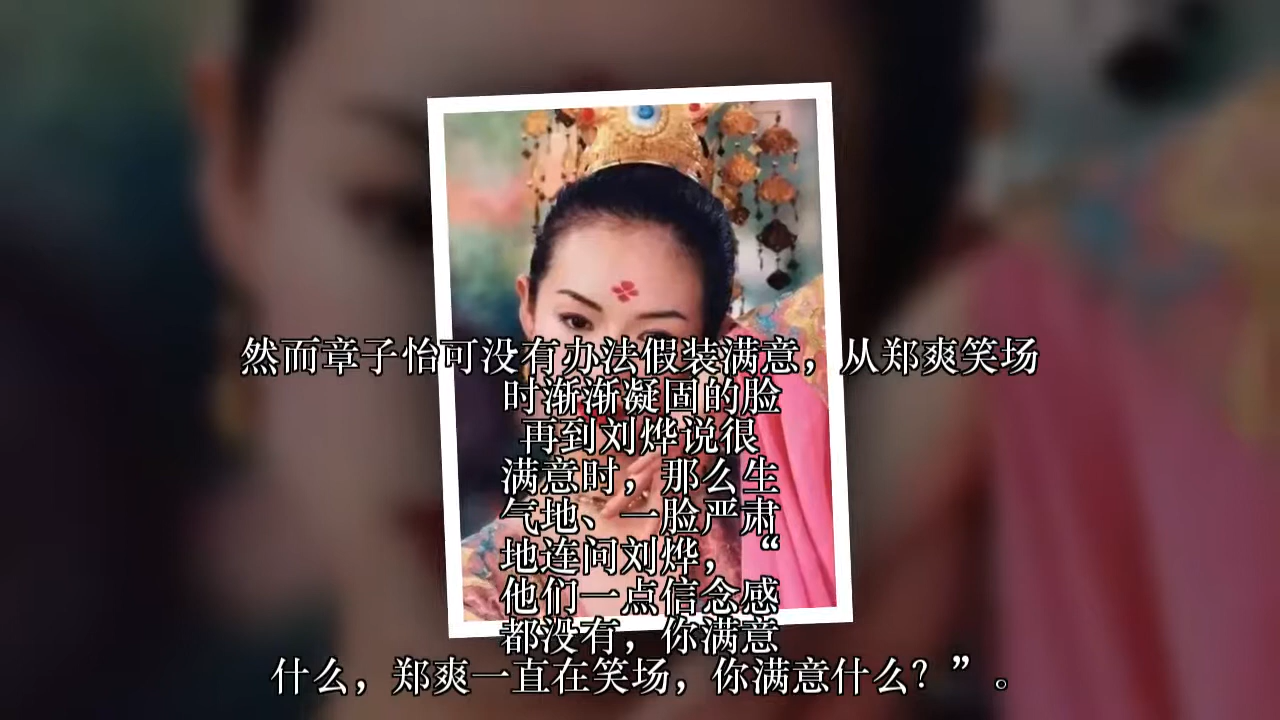 然而章子怡可没有办法假装满意，从郑爽笑场
时渐渐凝固的脸
再到刘烨说很
满意时，那么生
气地、一脸严肃
地连问刘烨，“
他们一点信念感
都没有，你满意
什么，郑爽一直在笑场，你满意什么？”。